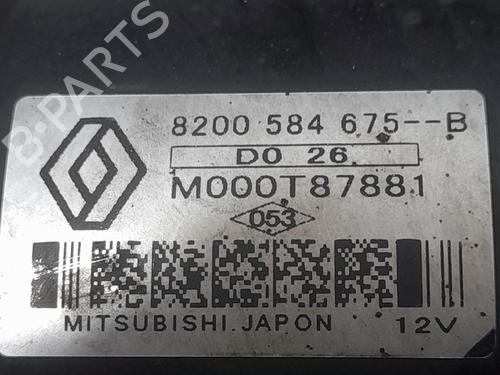 B-PARTS
8200 584 675--B
D0 26
M000T87881
053
MITSUBISHI.JAPON 12V